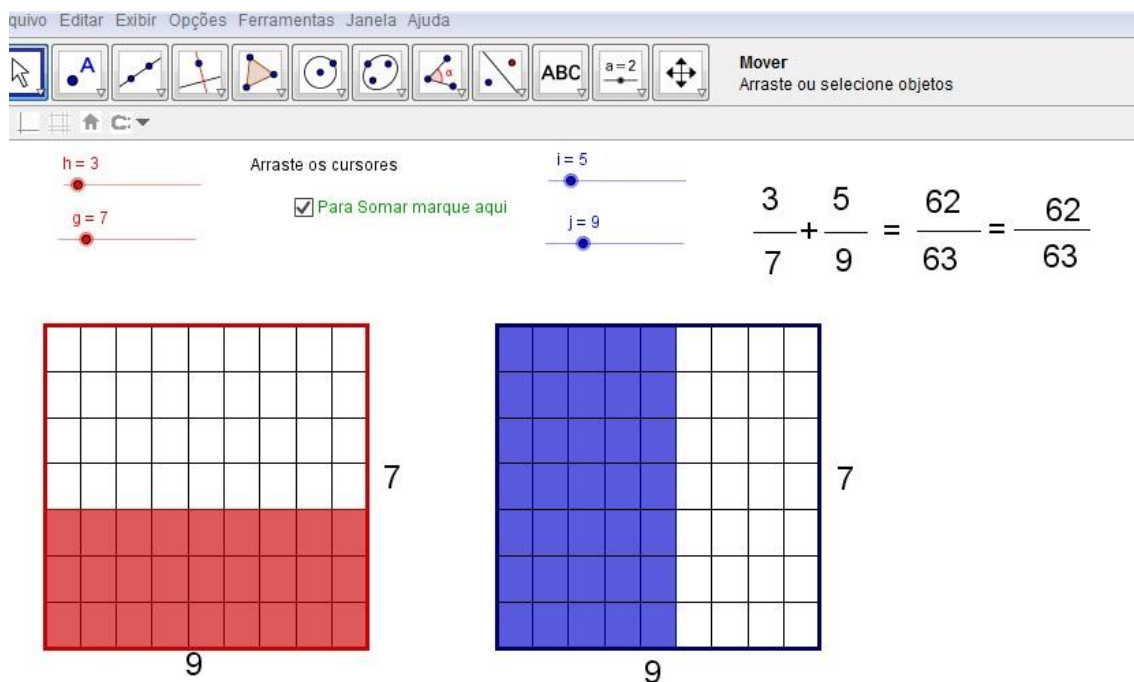 quivo Editar Exibir Opções Ferramentas Janela Ajuda
A
α
ABC
a = 2
Mover
Arraste ou selecione objetos
h = 3
Arraste os cursores
i = 5
Para Somar marque aqui
g = 7
j = 9
3/7 + 5/9 = 62/63 = 62/63
7
7
9
9